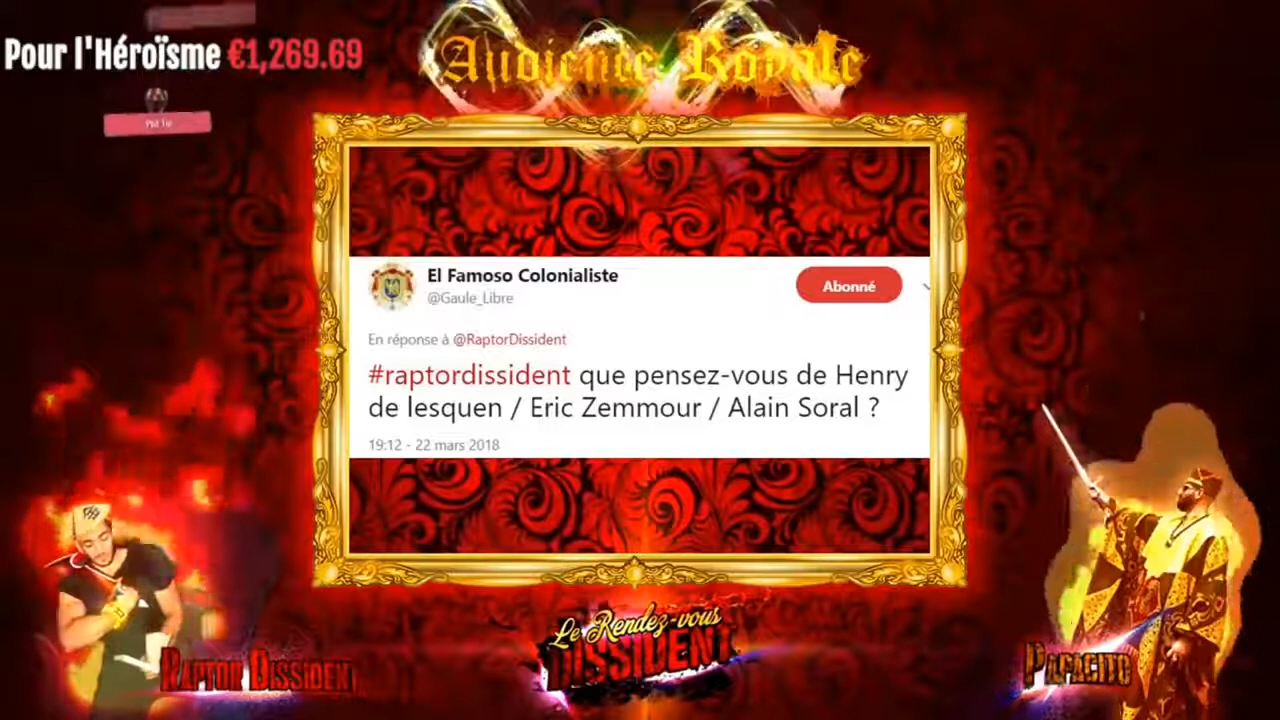 Pour l'Héroïsme €1,269.69
Audience Royale
El Famoso Colonialiste
@Gaule_Libre
Abonné
En réponse à @RaptorDissident
#raptordissident que pensez-vous de Henry
de lesquen / Eric Zemmour / Alain Soral ?
19:12 - 22 mars 2018
Le Rendez-vous
DISSIDENT
RAPTOR DISSIDENT
PAPACITO